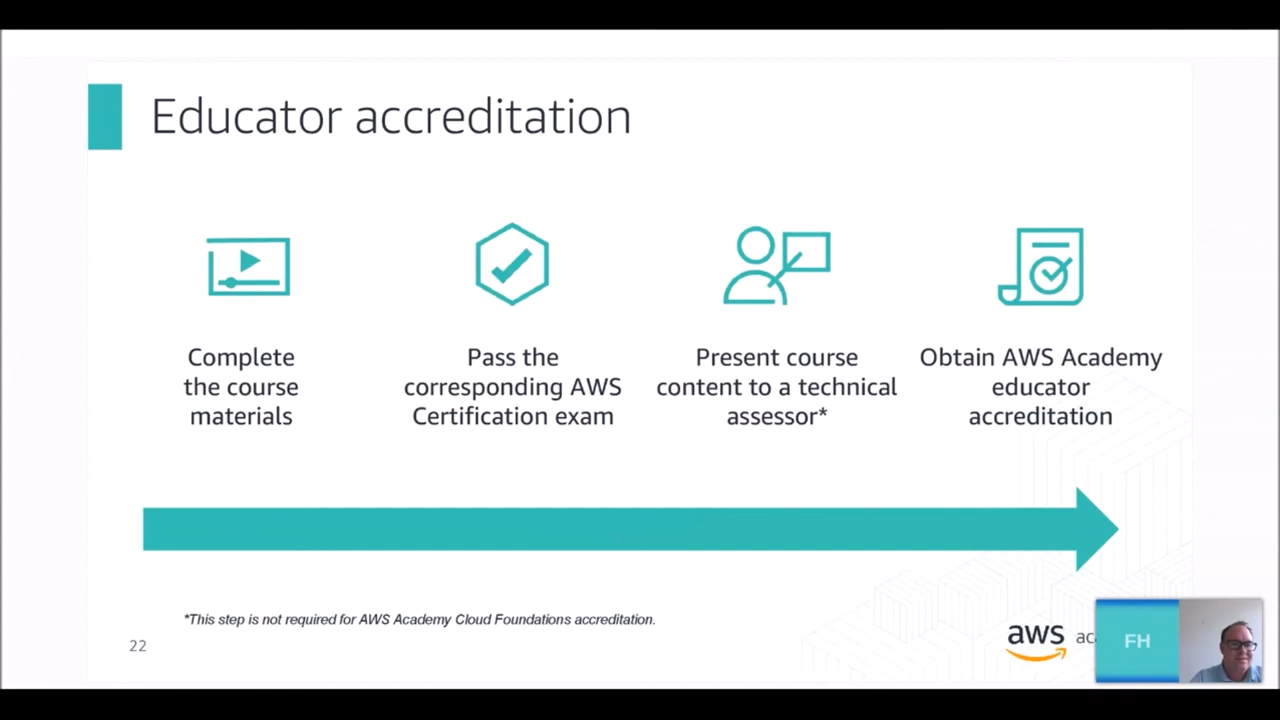 Educator accreditation
Complete
the course
materials
Pass the
corresponding AWS
Certification exam
Present course
content to a technical
assessor*
Obtain AWS Academy
educator
accreditation
*This step is not required for AWS Academy Cloud Foundations accreditation.
22
aws
FH